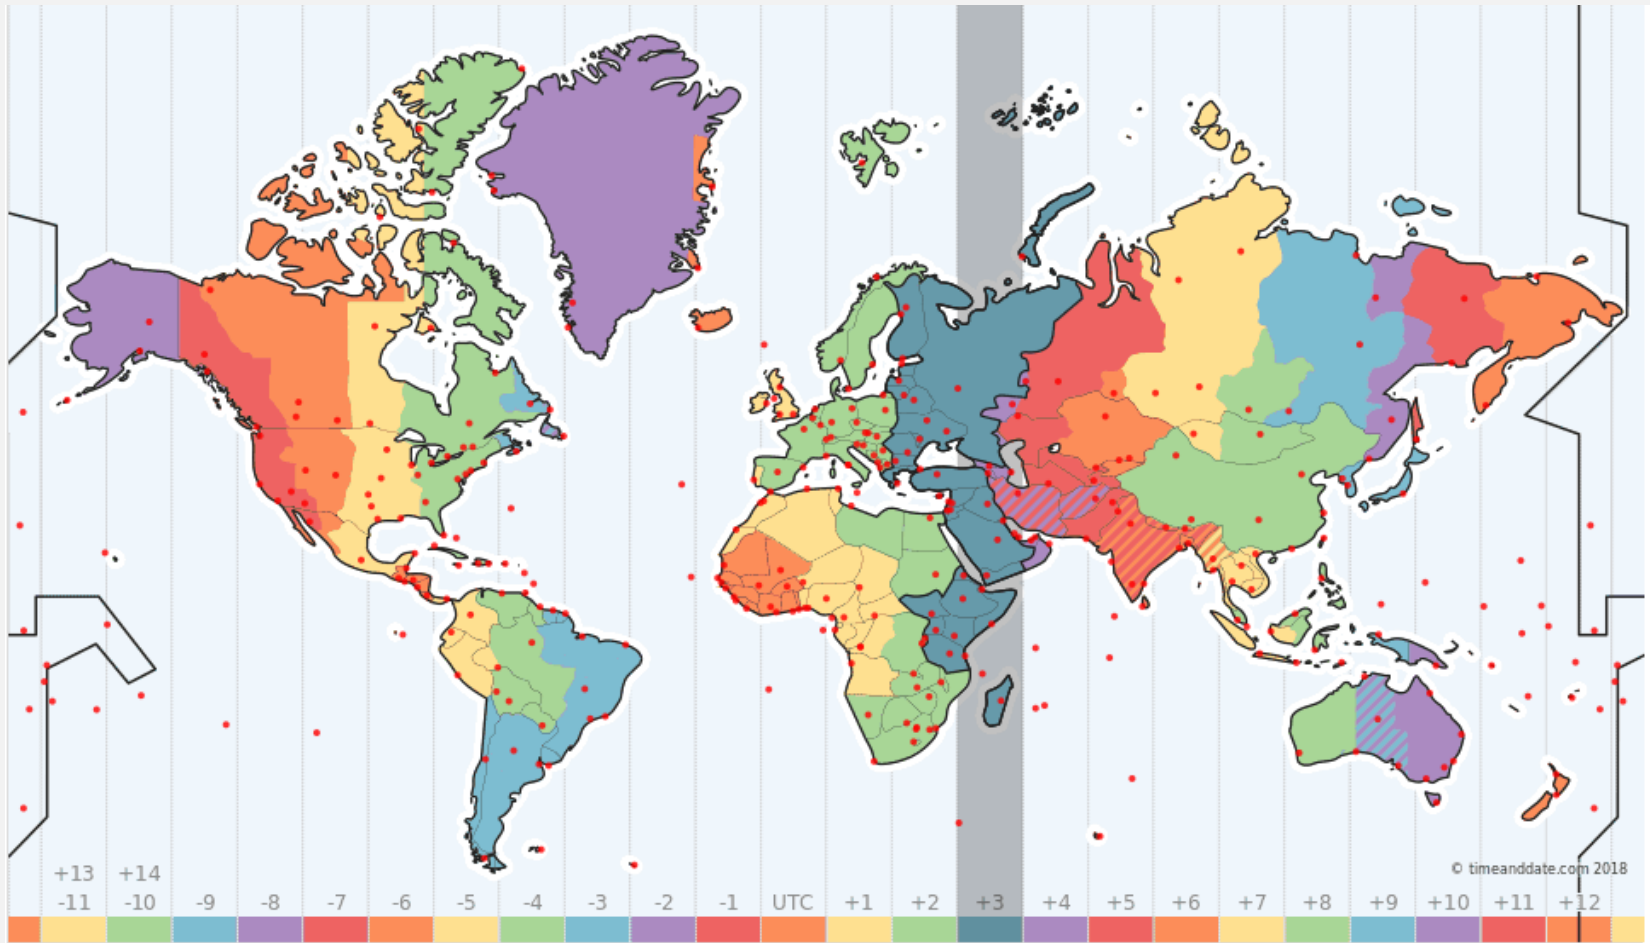 © timeanddate.com 2018
+13 +14
-11 -10 -9 -8 -7 -6 -5 -4 -3 -2 -1 UTC +1 +2 +3 +4 +5 +6 +7 +8 +9 +10 +11 +12